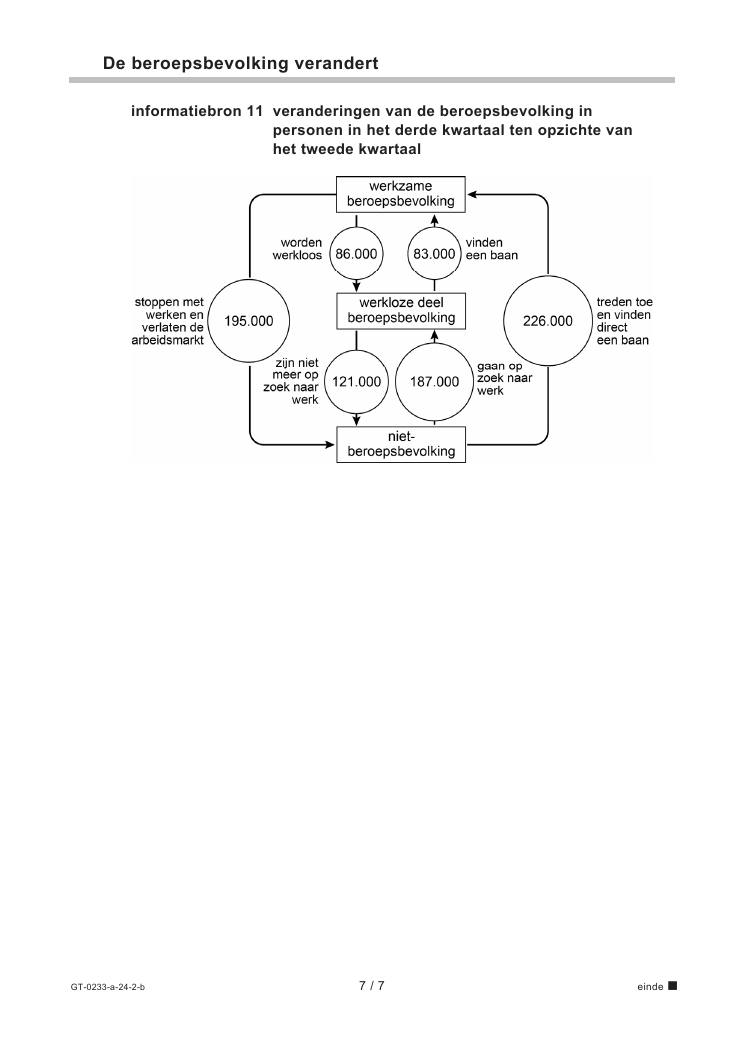 De beroepsbevolking verandert
informatiebron 11 veranderingen van de beroepsbevolking in
personen in het derde kwartaal ten opzichte van
het tweede kwartaal
werkzame
beroepsbevolking
worden
werkloos
86.000
83.000
vinden
een baan
stoppen met
werken en
verlaten de
arbeidsmarkt
195.000
werkloze deel
beroepsbevolking
226.000
treden toe
en vinden
direct
een baan
zijn niet
meer op
zoek naar
werk
121.000
187.000
gaan op
zoek naar
werk
niet-
beroepsbevolking
GT-0233-a-24-2-b
7 / 7
einde